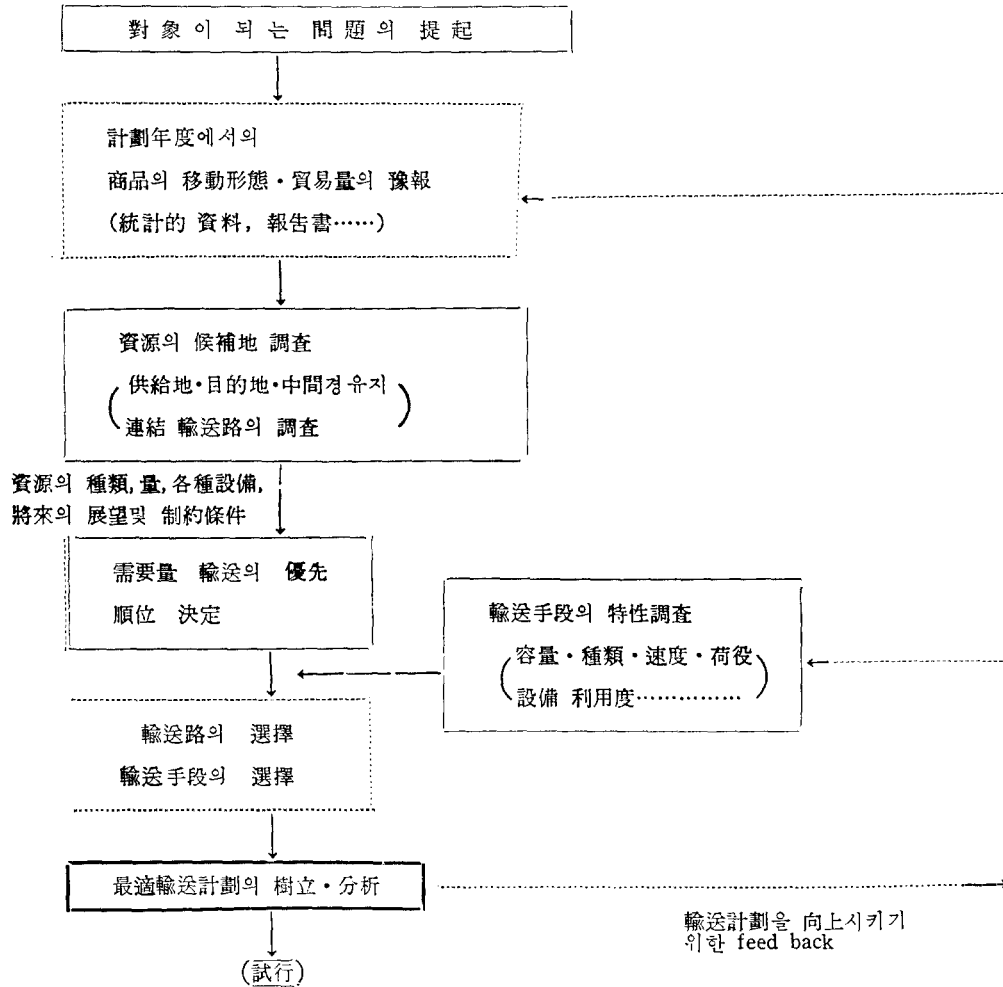 對象이 되는 問題의 提起
計劃年度에서의
商品의 移動形態·貿易量의 豫報
(統計的 資料, 報告書……)
資源의 候補地 調査
(供給地·目的地·中間경유지
連結 輸送路의 調査)
資源의 種類, 量, 各種設備,
將來의 展望및 制約條件
需要量 輸送의 優先
順位 決定
輸送手段의 特性調査
(容量·種類·速度·荷役
設備 利用度……………)
輸送路의 選擇
輸送手段의 選擇
最適輸送計劃의 樹立·分析
輸送計劃을 向上시키기
위한 feed back
(試行)